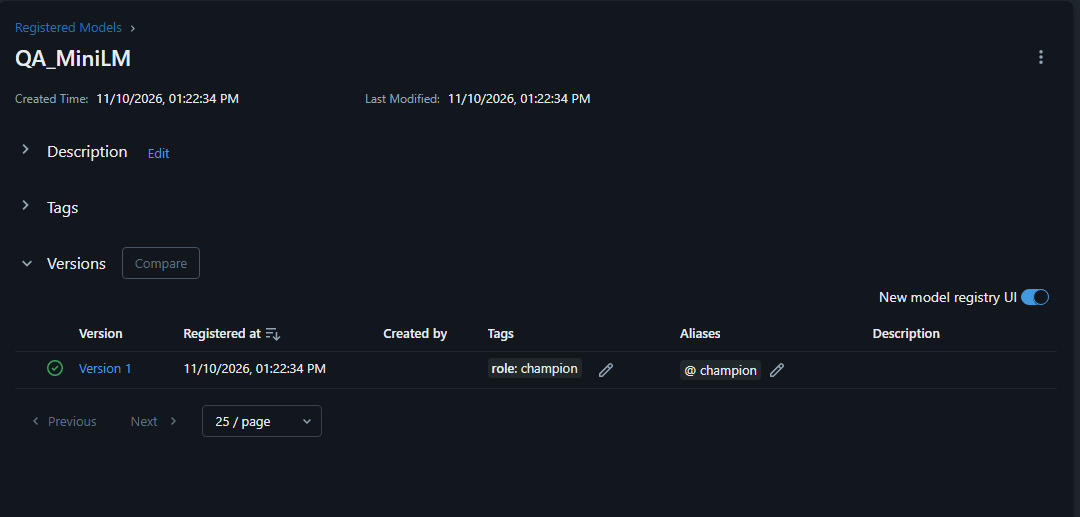 Registered Models
QA_MiniLM
Created Time: 11/10/2026, 01:22:34 PM Last Modified: 11/10/2026, 01:22:34 PM
Description Edit
Tags
Versions Compare
New model registry UI
Version Registered at Created by Tags Aliases Description
Version 1 11/10/2026, 01:22:34 PM role: champion @ champion
Previous Next 25 / page